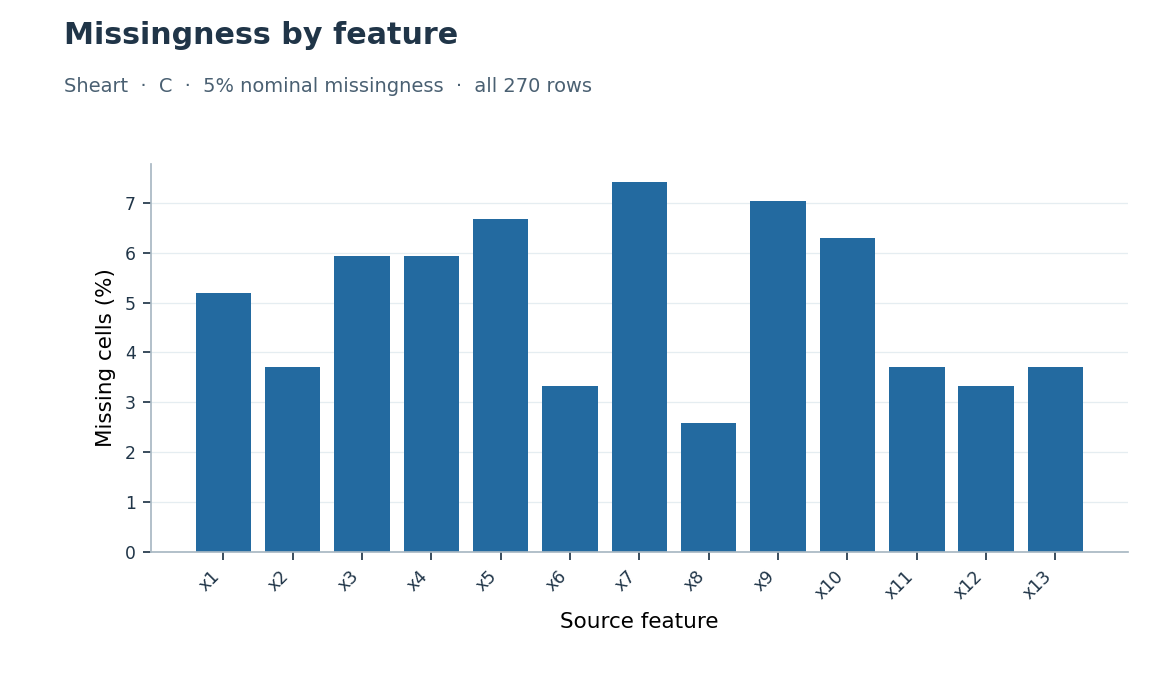 Missingness by feature
Sheart · C · 5% nominal missingness · all 270 rows
Missing cells (%)
7
6
5
4
3
2
1
0
x1 x2 x3 x4 x5 x6 x7 x8 x9 x10 x11 x12 x13
Source feature